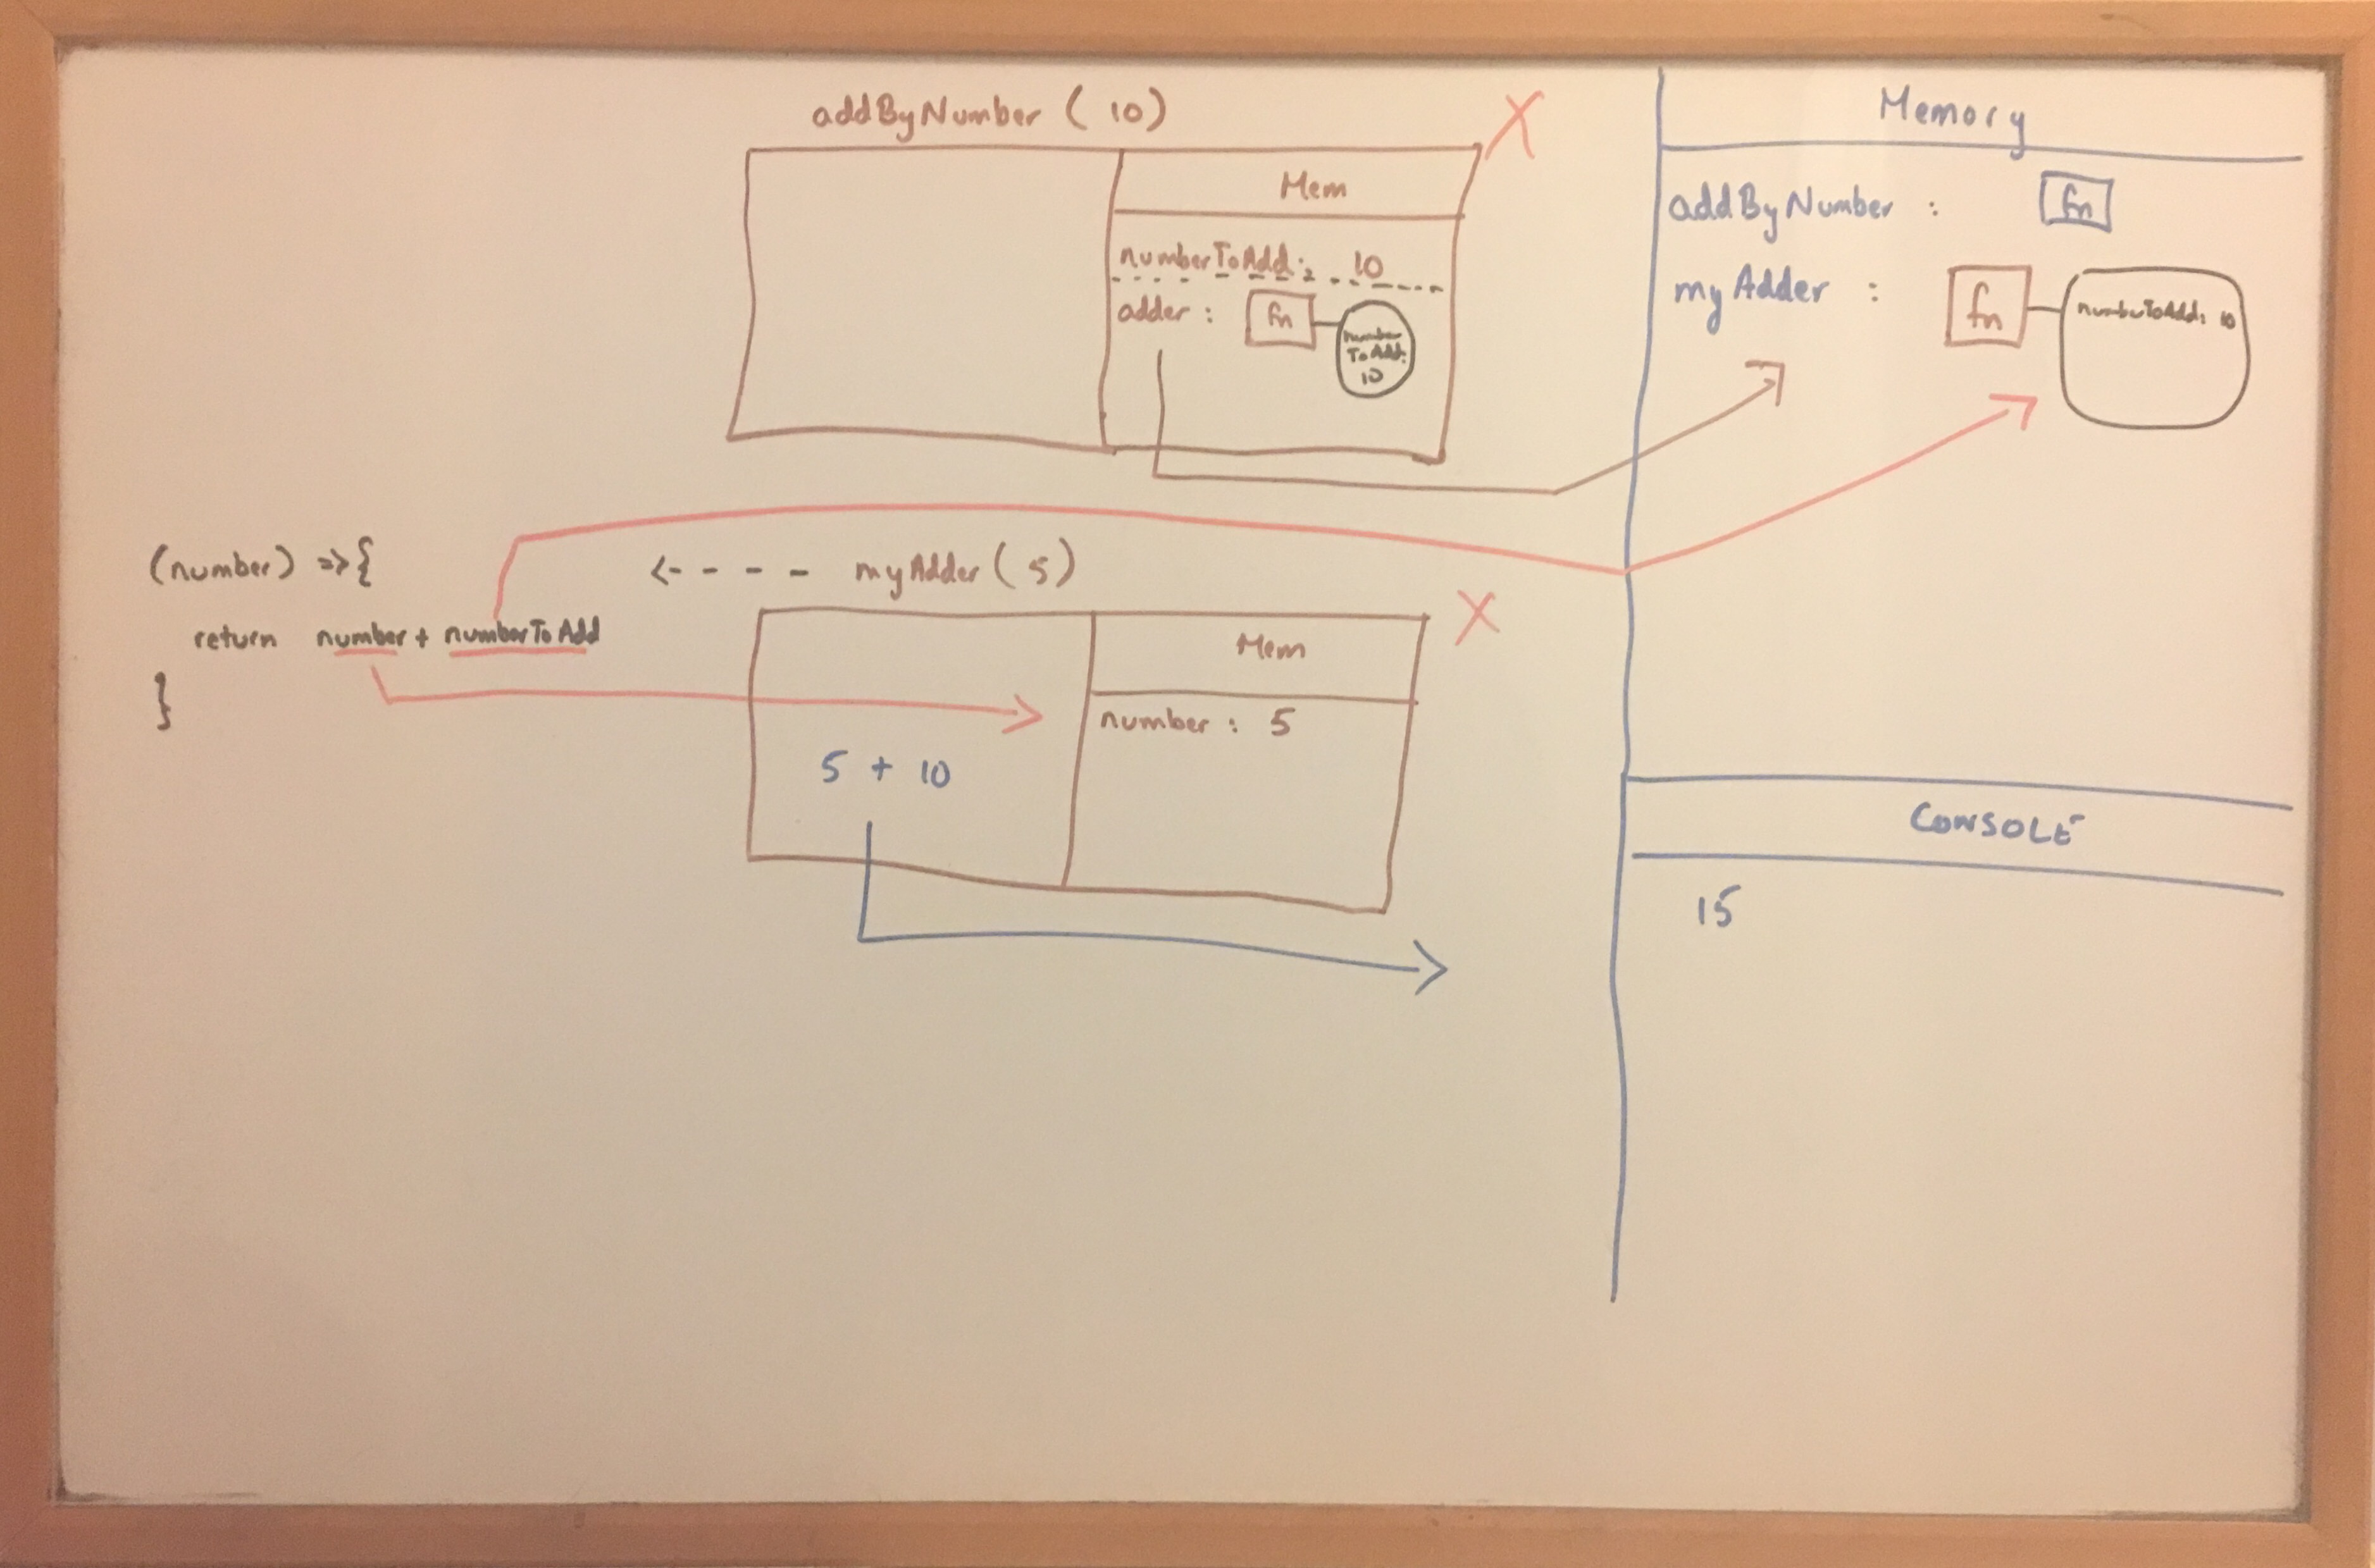 addByNumber ( 10 )
Mem
numberToAdd: 10
adder : fn
number
ToAdd:
10
(number) => {
return number + numberToAdd
}
<- - - - myAdder ( 5 )
Mem
number : 5
5 + 10
Memory
addByNumber : fn
myAdder : fn numberToAdd: 10
CONSOLE
15